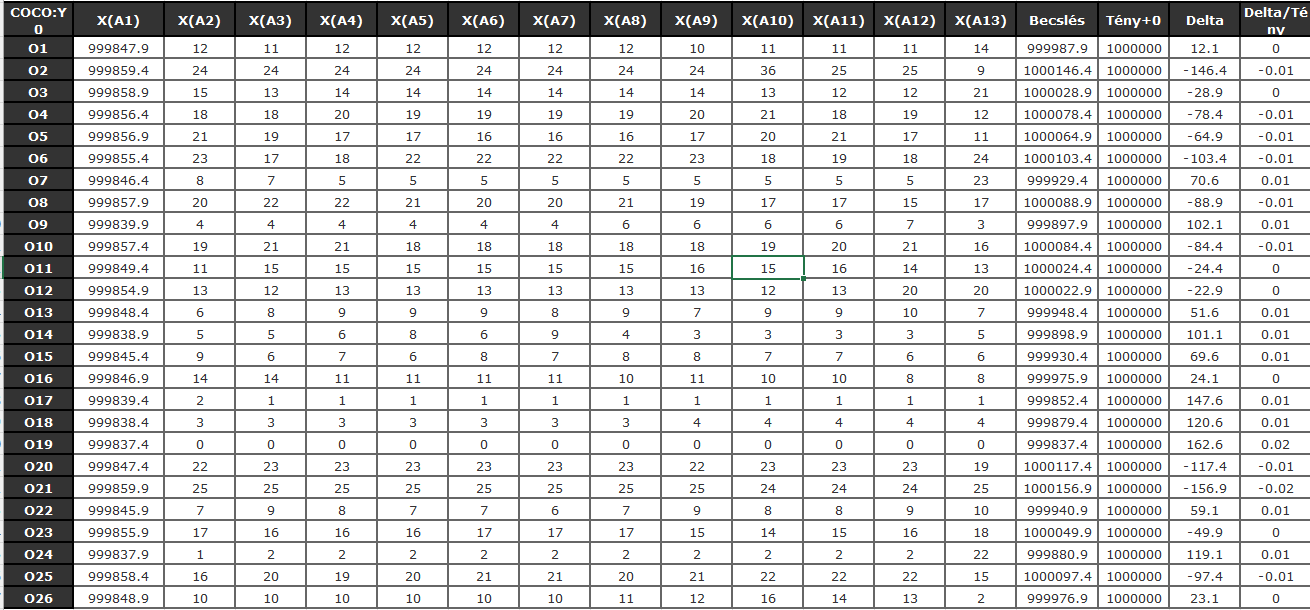 COCO:Y0 X(A1) X(A2) X(A3) X(A4) X(A5) X(A6) X(A7) X(A8) X(A9) X(A10) X(A11) X(A12) X(A13) Becslés Tény+0 Delta Delta/Tény
O1 999847.9 12 11 12 12 12 12 12 10 11 11 11 14 999987.9 1000000 12.1 0
O2 999859.4 24 24 24 24 24 24 24 24 36 25 25 9 1000146.4 1000000 -146.4 -0.01
O3 999858.9 15 13 14 14 14 14 14 14 13 12 12 21 1000028.9 1000000 -28.9 0
O4 999856.4 18 18 20 19 19 19 19 20 21 18 19 12 1000078.4 1000000 -78.4 -0.01
O5 999856.9 21 19 17 17 16 16 16 17 20 21 17 11 1000064.9 1000000 -64.9 -0.01
O6 999855.4 23 17 18 22 22 22 22 23 18 19 18 24 1000103.4 1000000 -103.4 -0.01
O7 999846.4 8 7 5 5 5 5 5 5 5 5 5 23 999929.4 1000000 70.6 0.01
O8 999857.9 20 22 22 21 20 20 21 19 17 17 15 17 1000088.9 1000000 -88.9 -0.01
O9 999839.9 4 4 4 4 4 4 6 6 6 6 7 3 999897.9 1000000 102.1 0.01
O10 999857.4 19 21 21 18 18 18 18 18 19 20 21 16 1000084.4 1000000 -84.4 -0.01
O11 999849.4 11 15 15 15 15 15 15 16 15 16 14 13 1000024.4 1000000 -24.4 0
O12 999854.9 13 12 13 13 13 13 13 13 12 13 20 20 1000022.9 1000000 -22.9 0
O13 999848.4 6 8 9 9 9 8 9 7 9 9 10 7 999948.4 1000000 51.6 0.01
O14 999838.9 5 5 6 8 6 9 4 3 3 3 3 5 999898.9 1000000 101.1 0.01
O15 999845.4 9 6 7 6 8 7 8 8 7 7 6 6 999930.4 1000000 69.6 0.01
O16 999846.9 14 14 11 11 11 11 10 11 10 10 8 8 999975.9 1000000 24.1 0
O17 999839.4 2 1 1 1 1 1 1 1 1 1 1 1 999852.4 1000000 147.6 0.01
O18 999838.4 3 3 3 3 3 3 3 4 4 4 4 4 999879.4 1000000 120.6 0.01
O19 999837.4 0 0 0 0 0 0 0 0 0 0 0 0 999837.4 1000000 162.6 0.02
O20 999847.4 22 23 23 23 23 23 23 22 23 23 23 19 1000117.4 1000000 -117.4 -0.01
O21 999859.9 25 25 25 25 25 25 25 25 24 24 24 25 1000156.9 1000000 -156.9 -0.02
O22 999845.9 7 9 8 7 7 6 7 9 8 8 9 10 999940.9 1000000 59.1 0.01
O23 999855.9 17 16 16 16 17 17 17 15 14 15 16 18 1000049.9 1000000 -49.9 0
O24 999837.9 1 2 2 2 2 2 2 2 2 2 2 22 999880.9 1000000 119.1 0.01
O25 999858.4 16 20 19 20 21 21 20 21 22 22 22 15 1000097.4 1000000 -97.4 -0.01
O26 999848.9 10 10 10 10 10 10 11 12 16 14 13 2 999976.9 1000000 23.1 0